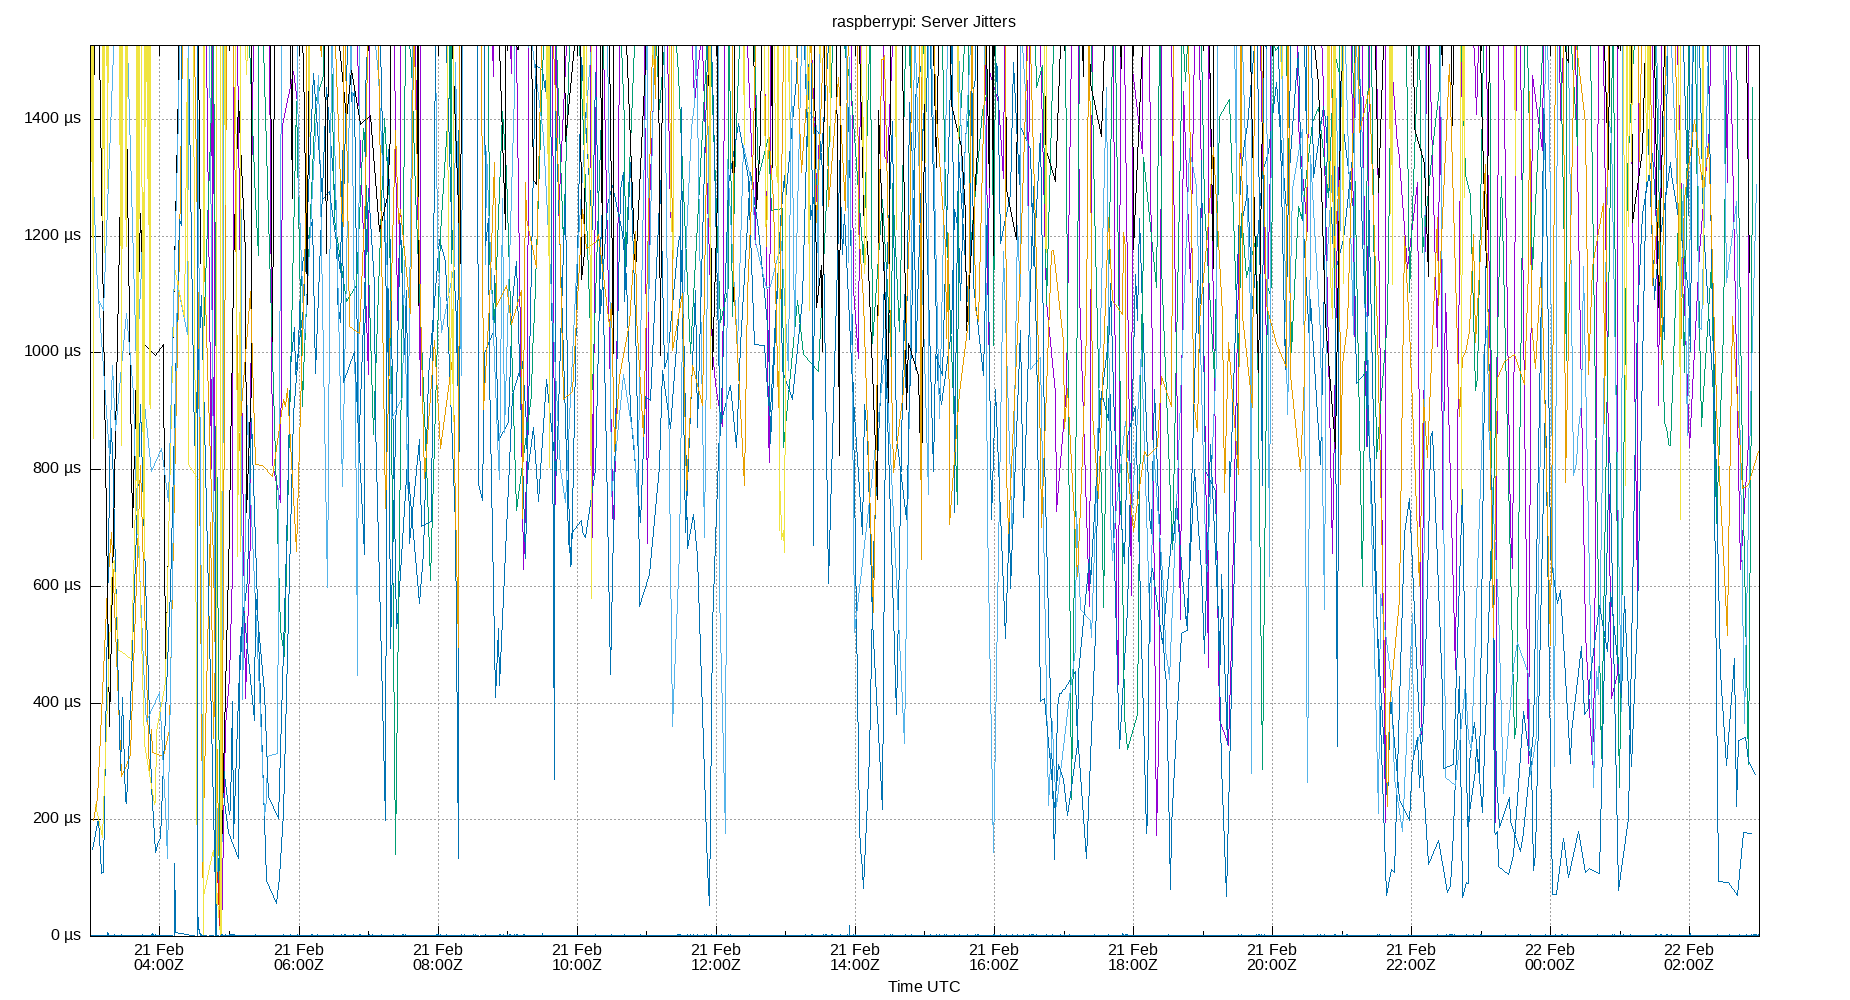 raspberrypi: Server Jitters
1400 µs
1200 µs
1000 µs
800 µs
600 µs
400 µs
200 µs
0 µs
21 Feb 04:00Z
21 Feb 06:00Z
21 Feb 08:00Z
21 Feb 10:00Z
21 Feb 12:00Z
21 Feb 14:00Z
21 Feb 16:00Z
21 Feb 18:00Z
21 Feb 20:00Z
21 Feb 22:00Z
22 Feb 00:00Z
22 Feb 02:00Z
Time UTC